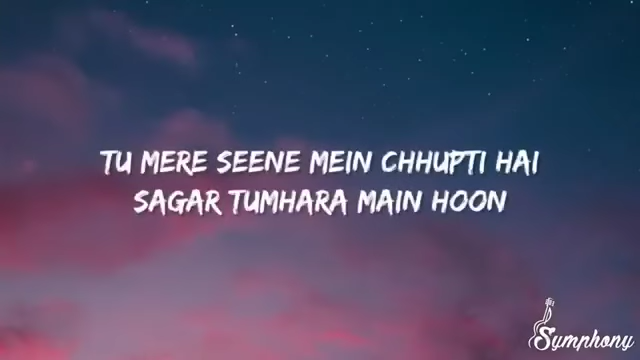 TU MERE SEENE MEIN CHHUPTI HAI
SAGAR TUMHARA MAIN HOON
Symphony